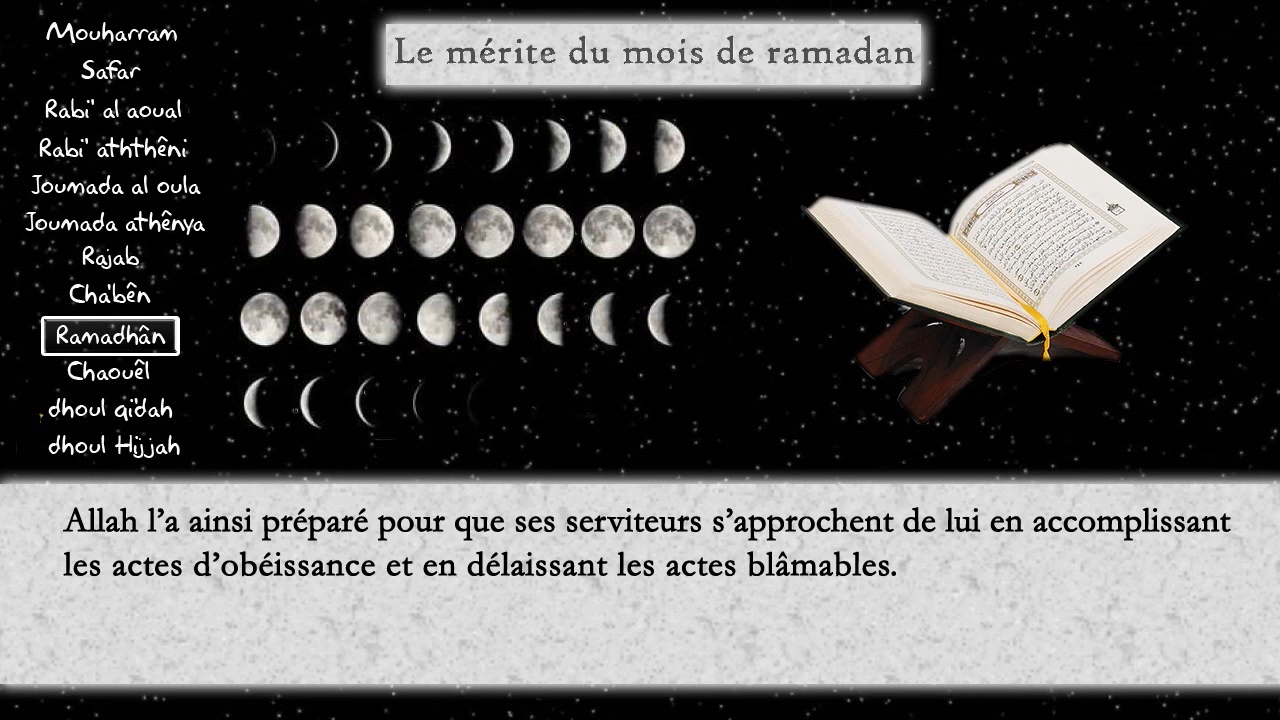 Le mérite du mois de ramadan
Mouharram
Safar
Rabi" al aoual
Rabi" aththêni
Joumada al oula
Joumada athênya
Rajab
Cha'bên
Ramadhân
Chaouêl
dhoul qi'dah
dhoul Hijjah
Allah l'a ainsi préparé pour que ses serviteurs s'approchent de lui en accomplissant
les actes d'obéissance et en délaissant les actes blâmables.